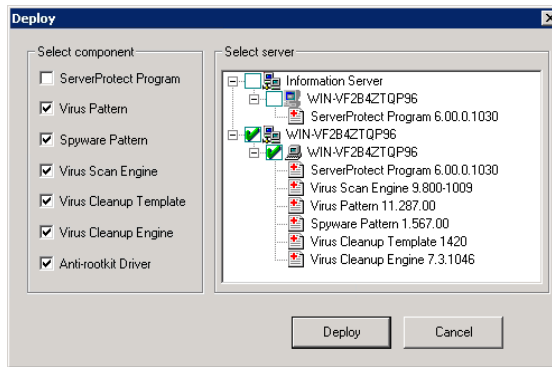 Deploy
Select component
ServerProtect Program
Virus Pattern
Spyware Pattern
Virus Scan Engine
Virus Cleanup Template
Virus Cleanup Engine
Anti-rootkit Driver
Select server
Information Server
WIN-VF2B4ZTQP96
ServerProtect Program 6.00.0.1030
WIN-VF2B4ZTQP96
WIN-VF2B4ZTQP96
ServerProtect Program 6.00.0.1030
Virus Scan Engine 9.800-1009
Virus Pattern 11.287.00
Spyware Pattern 1.567.00
Virus Cleanup Template 1420
Virus Cleanup Engine 7.3.1046
Deploy
Cancel